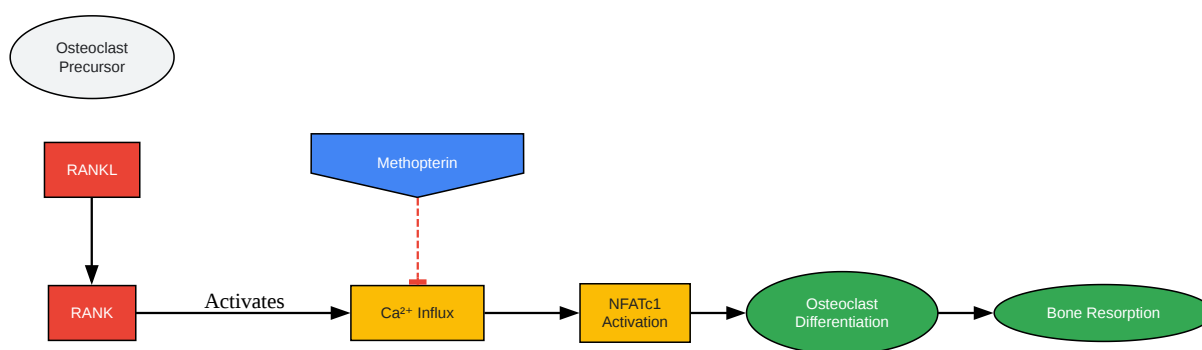 Osteoclast
Precursor
RANKL
Methopterin
RANK
Activates
Ca²⁺ Influx
NFATc1
Activation
Osteoclast
Differentiation
Bone Resorption